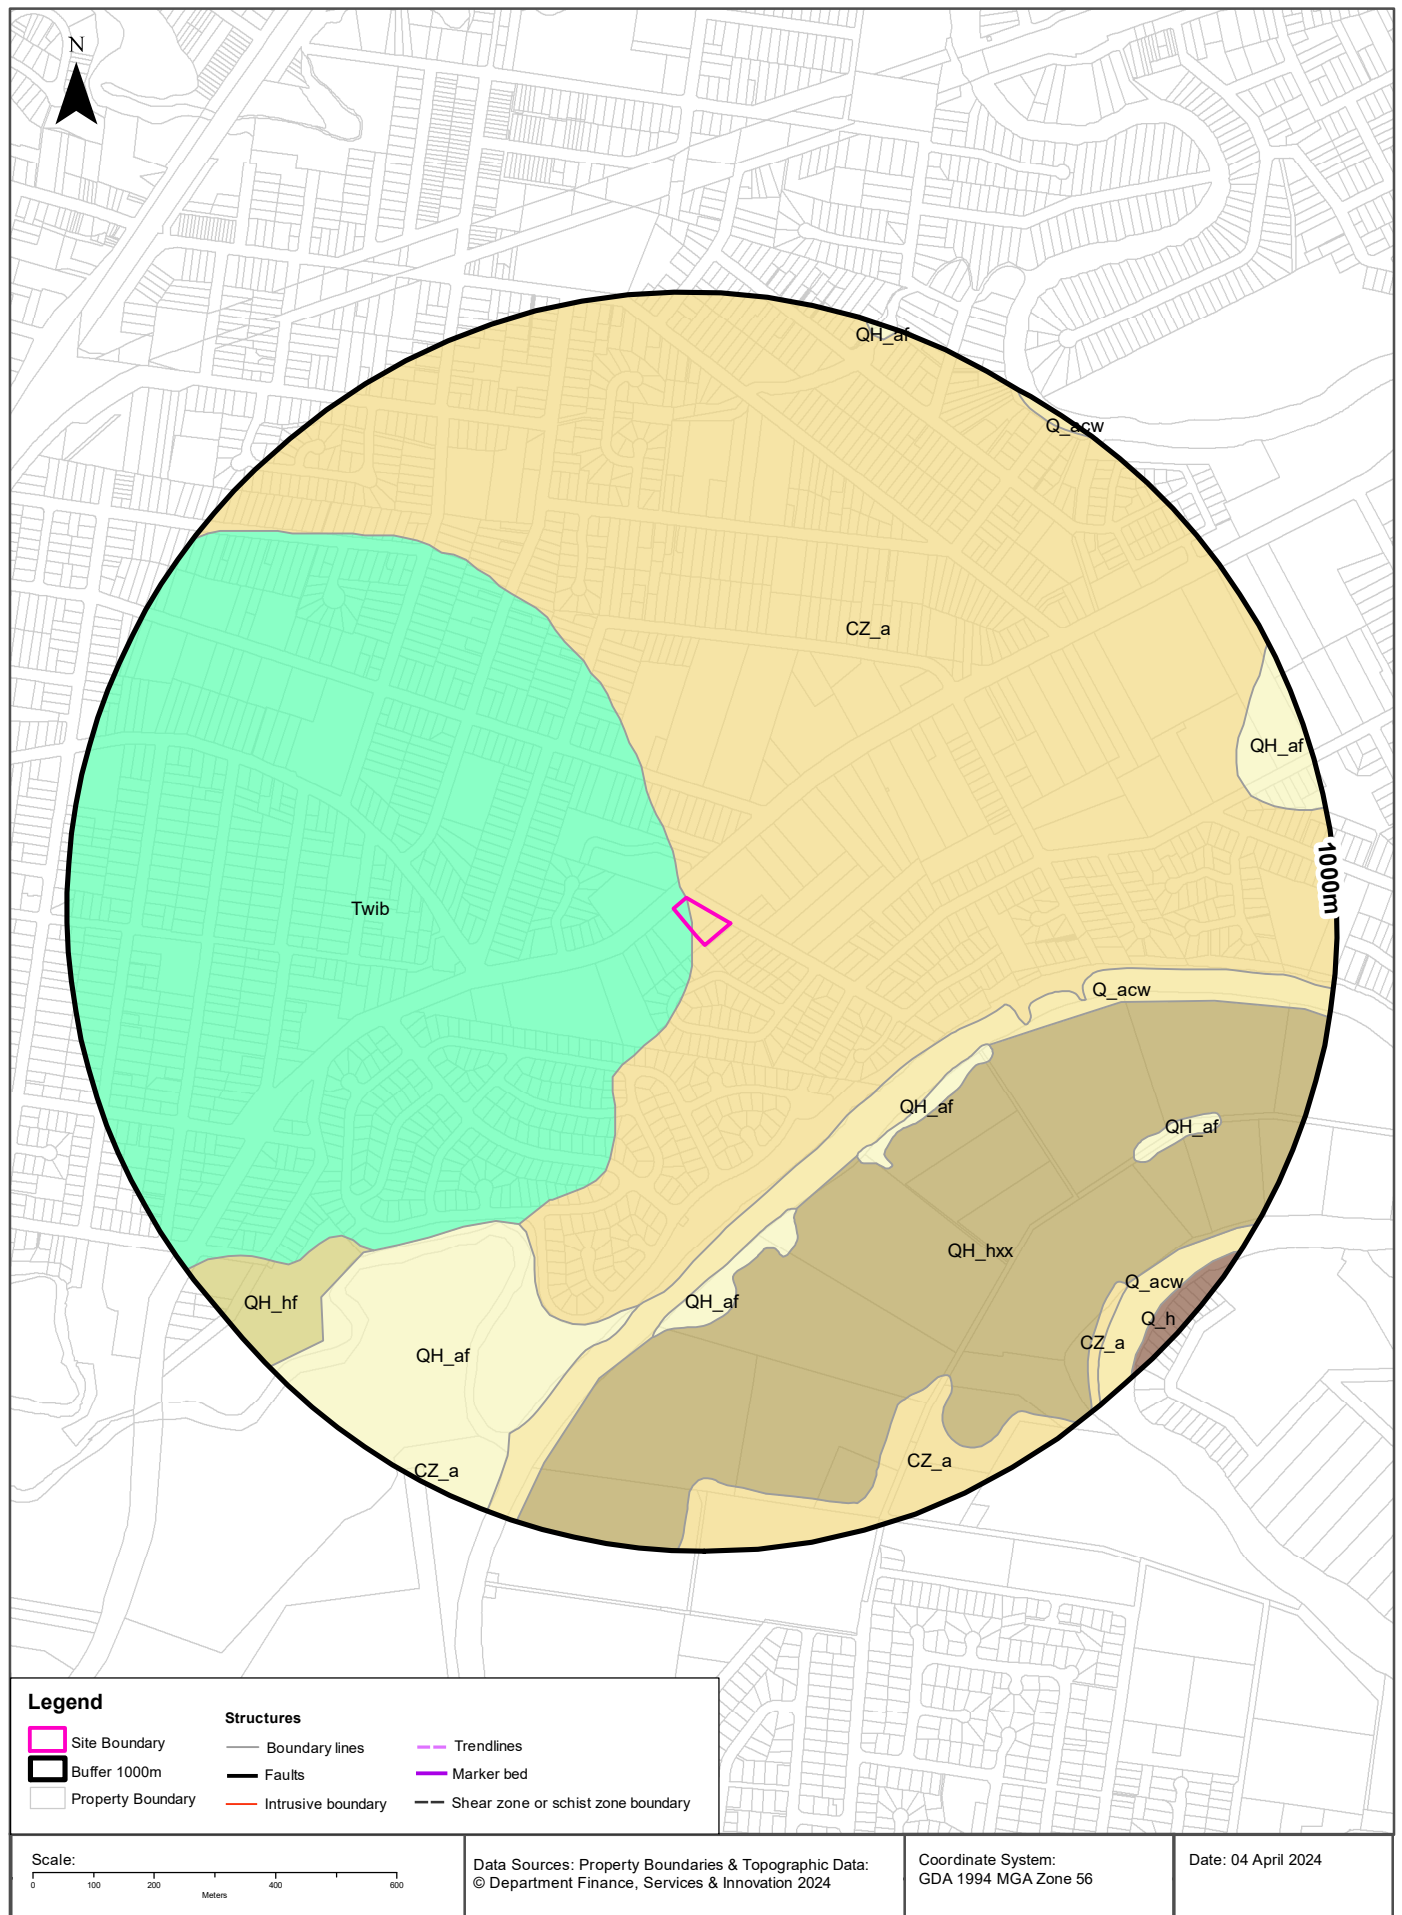 N
QH_af
Q_acw
CZ_a
QH_af
1000m
Twib
Q_acw
QH_af
QH_af
QH_hxx
Q_acw
QH_hf
QH_af
Q_h
CZ_a
QH_af
CZ_a
CZ_a
Legend
Site Boundary
Buffer 1000m
Property Boundary
Structures
Boundary lines
Faults
Intrusive boundary
Trendlines
Marker bed
Shear zone or schist zone boundary
Scale:
0 100 200 400 600
Meters
Data Sources: Property Boundaries & Topographic Data:
© Department Finance, Services & Innovation 2024
Coordinate System:
GDA 1994 MGA Zone 56
Date: 04 April 2024